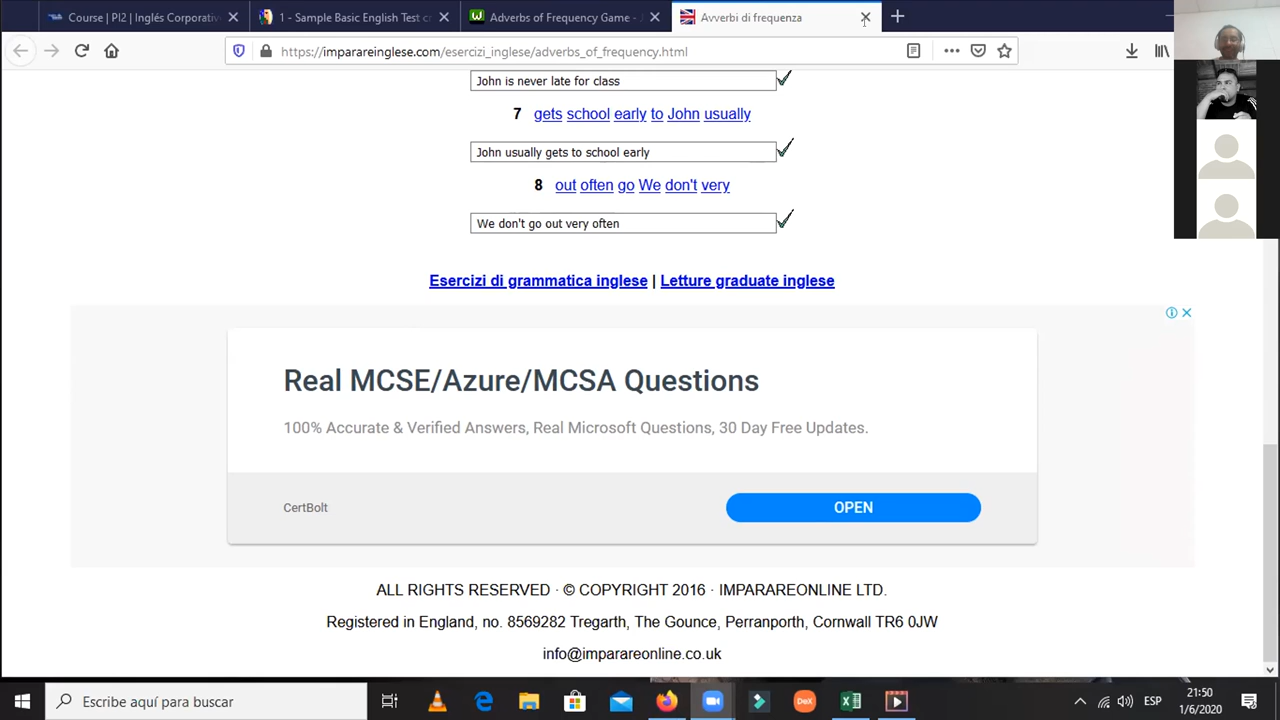 Course | PI2 | Inglés Corporativ
1 - Sample Basic English Test:
Adverbs of Frequency Game -
Avverbi di frequenza
https://imparareinglese.com/esercizi_inglese/adverbs_of_frequency.html
John is never late for class
7 gets school early to John usually
John usually gets to school early
8 out often go We don't very
We don't go out very often
Esercizi di grammatica inglese | Letture graduate inglese
Real MCSE/Azure/MCSA Questions
100% Accurate & Verified Answers, Real Microsoft Questions, 30 Day Free Updates.
CertBolt
OPEN
ALL RIGHTS RESERVED · © COPYRIGHT 2016 · IMPARAREONLINE LTD.
Registered in England, no. 8569282 Tregarth, The Gounce, Perranporth, Cornwall TR6 0JW
info@imparareonline.co.uk
Escribe aquí para buscar
DeX
ESP
21:50
1/6/2020